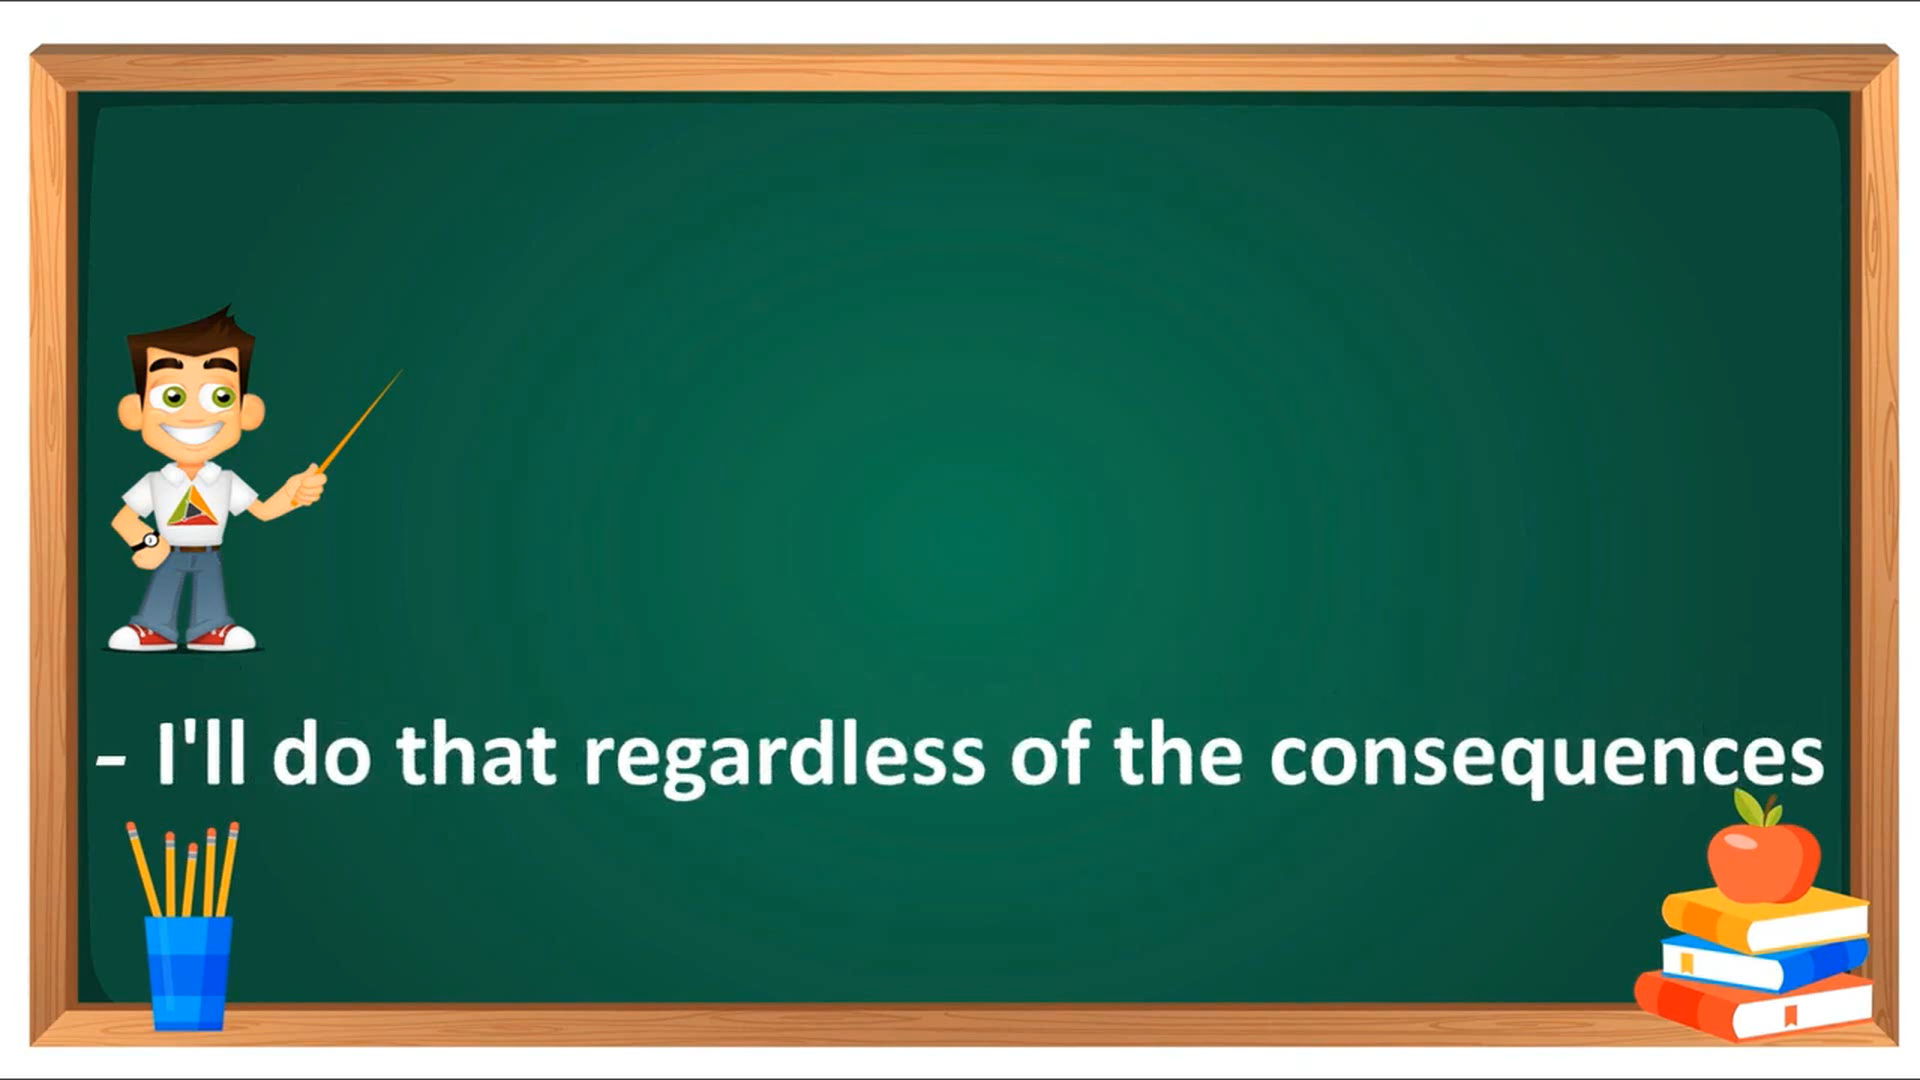 - I'll do that regardless of the consequences